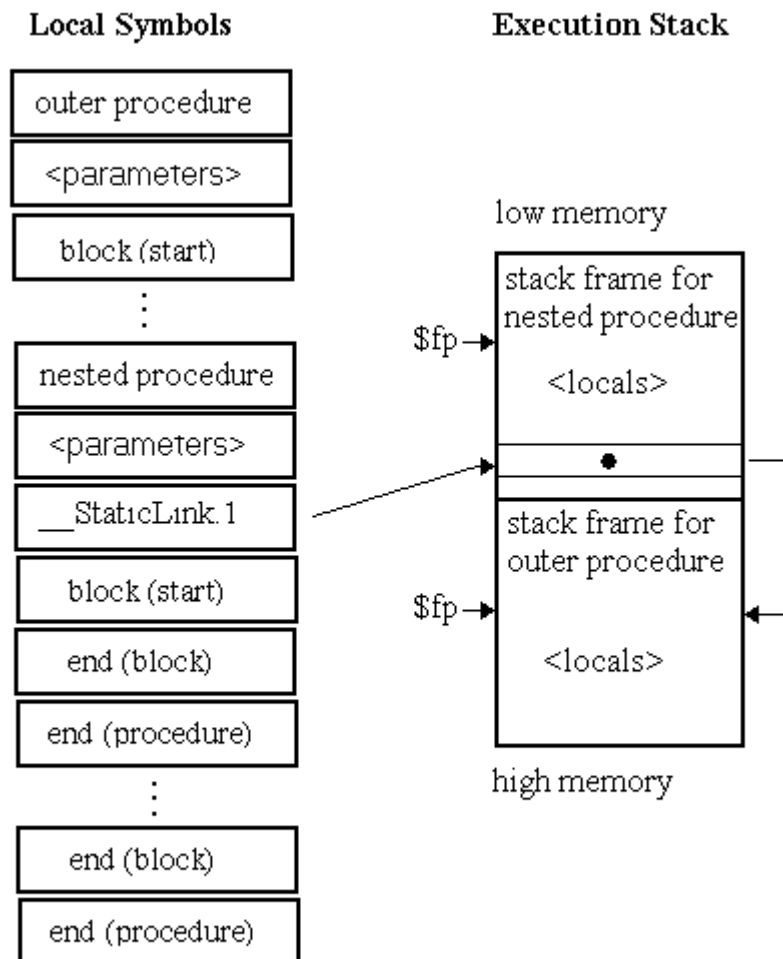 Local Symbols
outer procedure
<parameters>
block (start)
nested procedure
<parameters>
__StaticLink.1
block (start)
end (block)
end (procedure)
end (block)
end (procedure)
Execution Stack
low memory
stack frame for
nested procedure
$fp
<locals>
stack frame for
outer procedure
$fp
<locals>
high memory